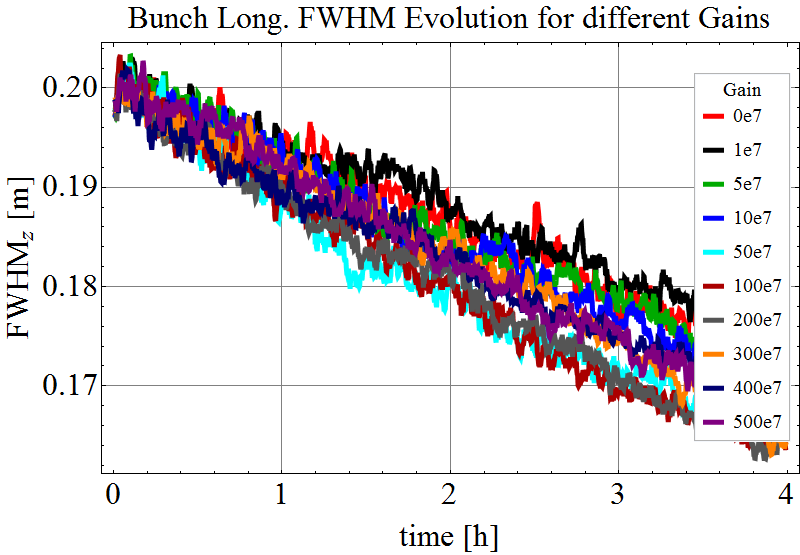 Bunch Long. FWHM Evolution for different Gains
FWHMz [m]
0.20
0.19
0.18
0.17
0
1
2
3
4
time [h]
Gain
0e7
1e7
5e7
10e7
50e7
100e7
200e7
300e7
400e7
500e7